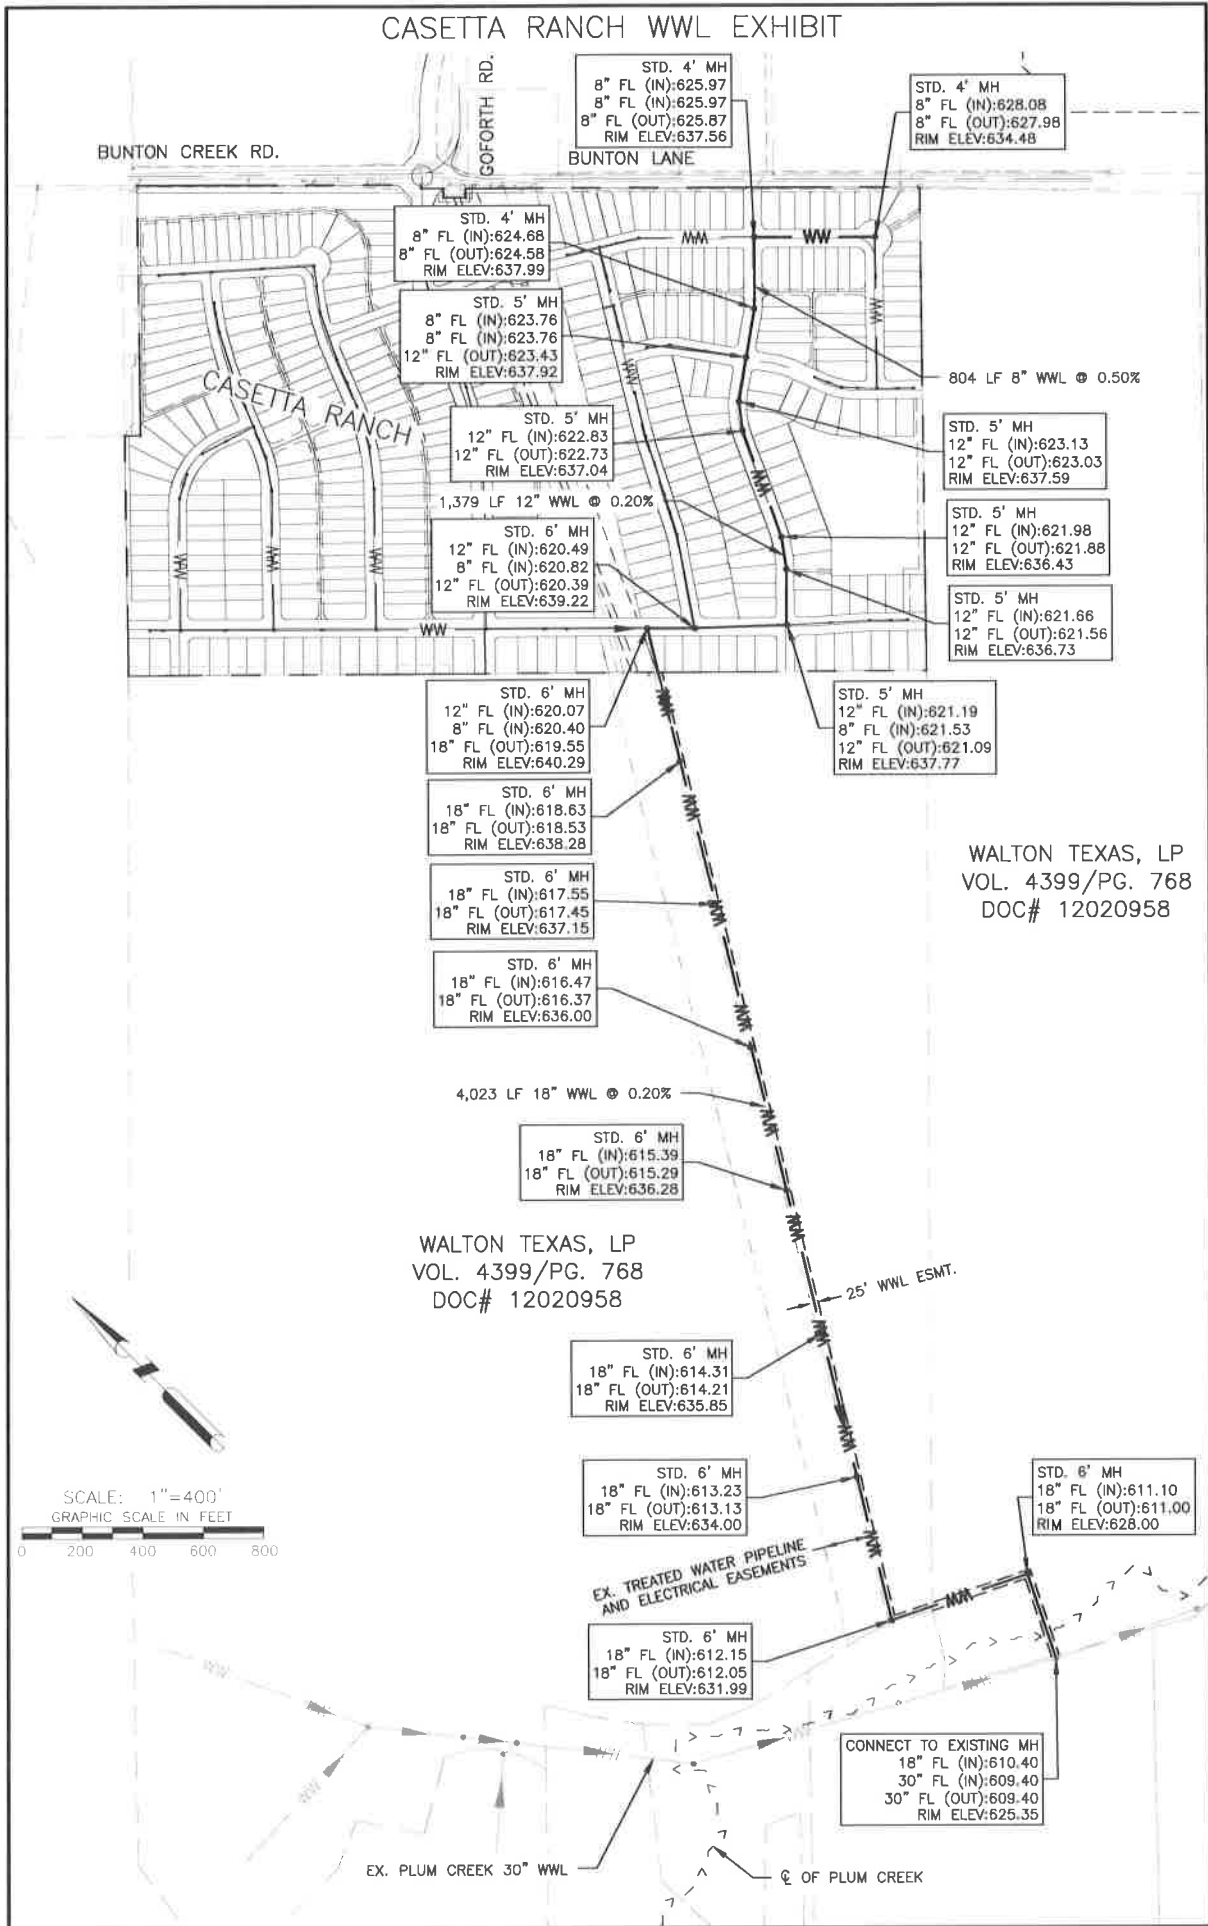 CASETTA RANCH WWL EXHIBIT
BUNTON CREEK RD.
GOFORTH RD.
BUNTON LANE
STD. 4' MH
8" FL (IN):625.97
8" FL (IN):625.97
8" FL (OUT):625.87
RIM ELEV:637.56
STD. 4' MH
8" FL (IN):628.08
8" FL (OUT):627.98
RIM ELEV:634.48
STD. 4' MH
8" FL (IN):624.68
8" FL (OUT):624.58
RIM ELEV:637.99
WW
WW
WW
STD. 5' MH
8" FL (IN):623.76
8" FL (IN):623.76
12" FL (OUT):623.43
RIM ELEV:637.92
WW
804 LF 8" WWL @ 0.50%
CASETTA RANCH
STD. 5' MH
12" FL (IN):622.83
12" FL (OUT):622.73
RIM ELEV:637.04
STD. 5' MH
12" FL (IN):623.13
12" FL (OUT):623.03
RIM ELEV:637.59
1,379 LF 12" WWL @ 0.20%
WW
STD. 6' MH
12" FL (IN):620.49
8" FL (IN):620.82
12" FL (OUT):620.39
RIM ELEV:639.22
STD. 5' MH
12" FL (IN):621.98
12" FL (OUT):621.88
RIM ELEV:636.43
WW
WW
WW
STD. 5' MH
12" FL (IN):621.66
12" FL (OUT):621.56
RIM ELEV:636.73
WW
STD. 6' MH
12" FL (IN):620.07
8" FL (IN):620.40
18" FL (OUT):619.55
RIM ELEV:640.29
WW
STD. 5' MH
12" FL (IN):621.19
8" FL (IN):621.53
12" FL (OUT):621.09
RIM ELEV:637.77
STD. 6' MH
18" FL (IN):618.63
18" FL (OUT):618.53
RIM ELEV:638.28
WW
STD. 6' MH
18" FL (IN):617.55
18" FL (OUT):617.45
RIM ELEV:637.15
WW
WALTON TEXAS, LP
VOL. 4399/PG. 768
DOC# 12020958
STD. 6' MH
18" FL (IN):616.47
18" FL (OUT):616.37
RIM ELEV:636.00
WW
4,023 LF 18" WWL @ 0.20%
WW
STD. 6' MH
18" FL (IN):615.39
18" FL (OUT):615.29
RIM ELEV:636.28
WW
WALTON TEXAS, LP
VOL. 4399/PG. 768
DOC# 12020958
25' WWL ESMT.
WW
STD. 6' MH
18" FL (IN):614.31
18" FL (OUT):614.21
RIM ELEV:635.85
WW
STD. 6' MH
18" FL (IN):613.23
18" FL (OUT):613.13
RIM ELEV:634.00
STD. 6' MH
18" FL (IN):611.10
18" FL (OUT):611.00
RIM ELEV:628.00
SCALE: 1"=400'
GRAPHIC SCALE IN FEET
0 200 400 600 800
WW
EX. TREATED WATER PIPELINE
AND ELECTRICAL EASEMENTS
WW
STD. 6' MH
18" FL (IN):612.15
18" FL (OUT):612.05
RIM ELEV:631.99
WW
WW
WW
WW
CONNECT TO EXISTING MH
18" FL (IN):610.40
30" FL (IN):609.40
30" FL (OUT):609.40
RIM ELEV:625.35
EX. PLUM CREEK 30" WWL
℄ OF PLUM CREEK